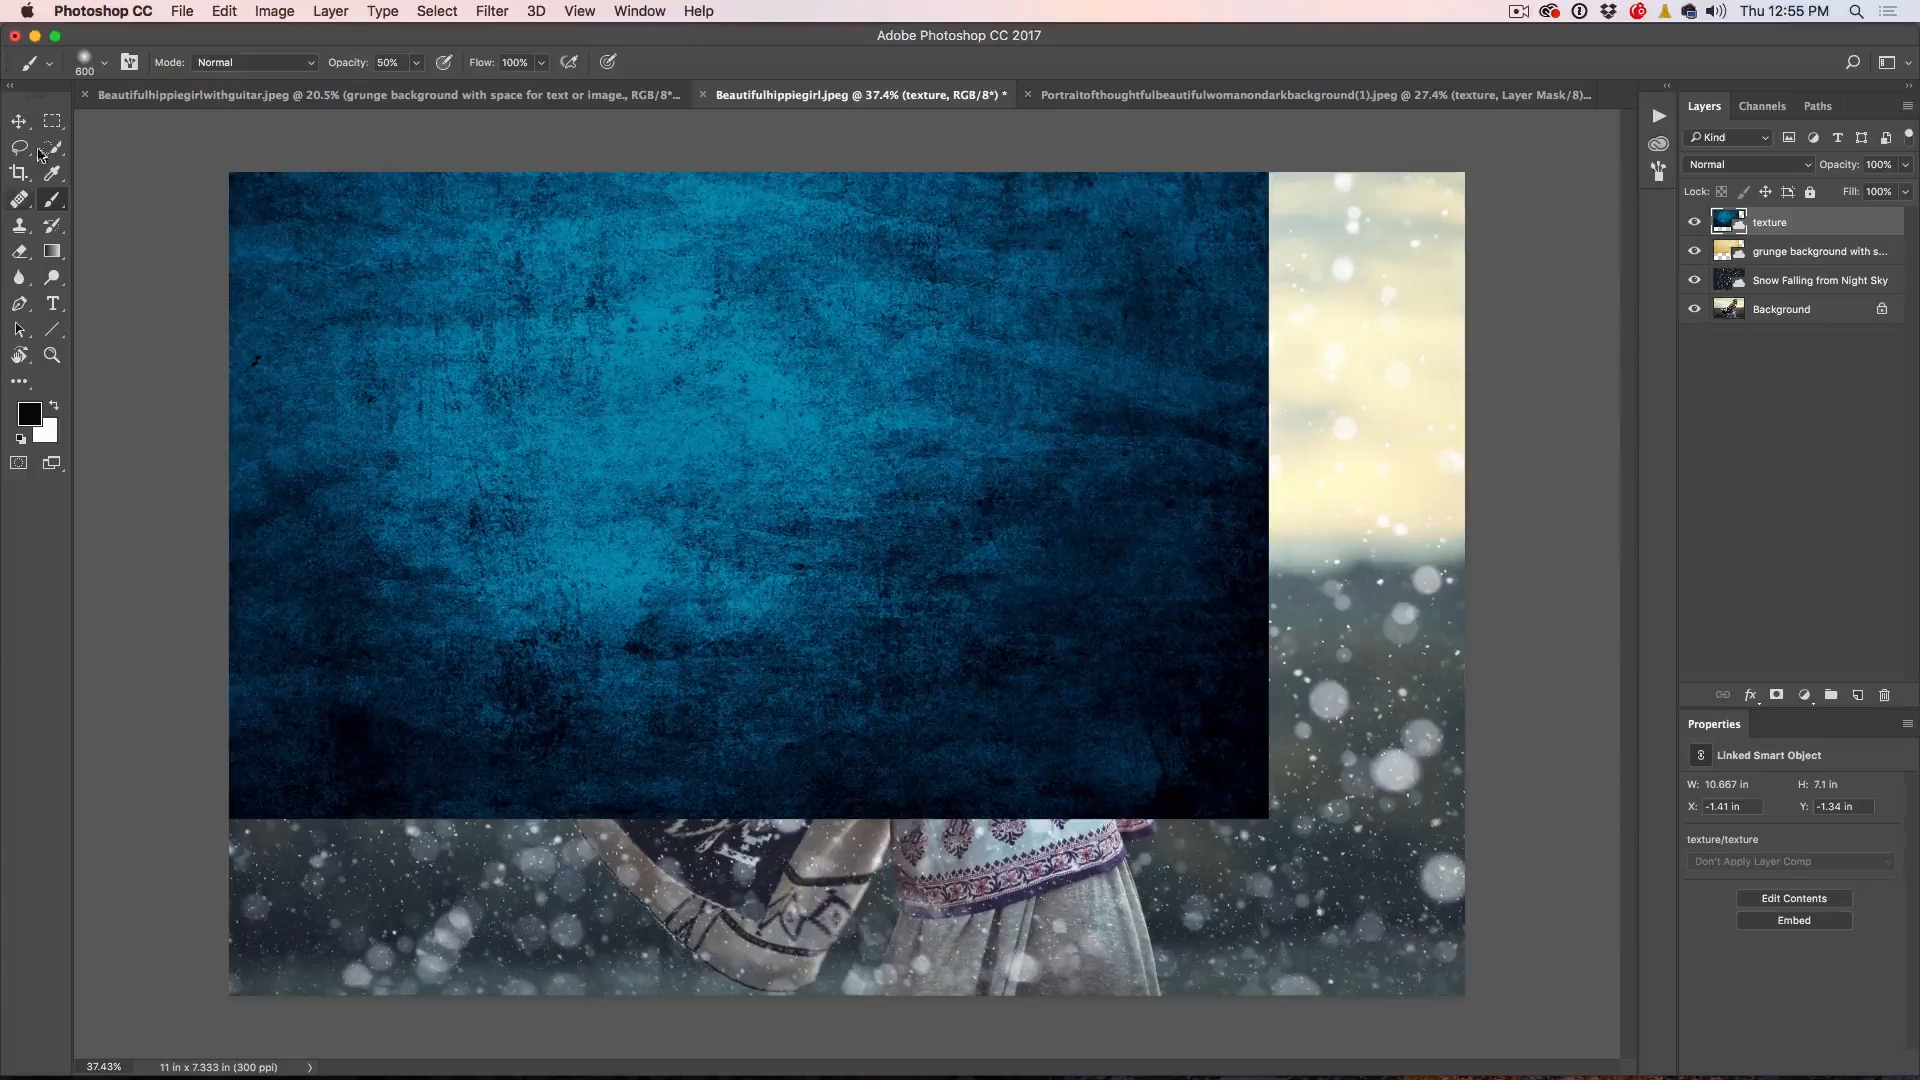 Photoshop CC File Edit Image Layer Type Select Filter 3D View Window Help Thu 12:55 PM
Adobe Photoshop CC 2017
600 Mode: Normal Opacity: 50% Flow: 100%
Beautifulhippiegirlwithguitar.jpeg @ 20.5% (grunge background with space for text or image., RGB/8*... Beautifulhippiegirl.jpeg @ 37.4% (texture, RGB/8*) * Portraitofthoughtfulbeautifulwomanondarkbackground(1).jpeg @ 27.4% (texture, Layer Mask/8)...
Layers Channels Paths
Kind
Normal Opacity: 100%
Lock: Fill: 100%
texture
grunge background with s...
Snow Falling from Night Sky
Background
Properties
Linked Smart Object
W: 10.667 in H: 7.1 in
X: -1.41 in Y: -1.34 in
texture/texture
Don't Apply Layer Comp
Edit Contents
Embed
37.43% 11 in x 7.333 in (300 ppi)